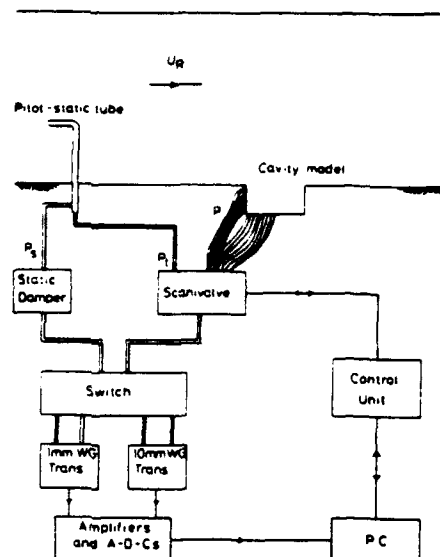 U_R
Pitot-static tube
Cavity model
P
P_s
P_t
Static
Damper
Scanivalve
Switch
Control
Unit
1mm WG
Trans
10mm WG
Trans
Amplifiers
and A-D-Cs
PC